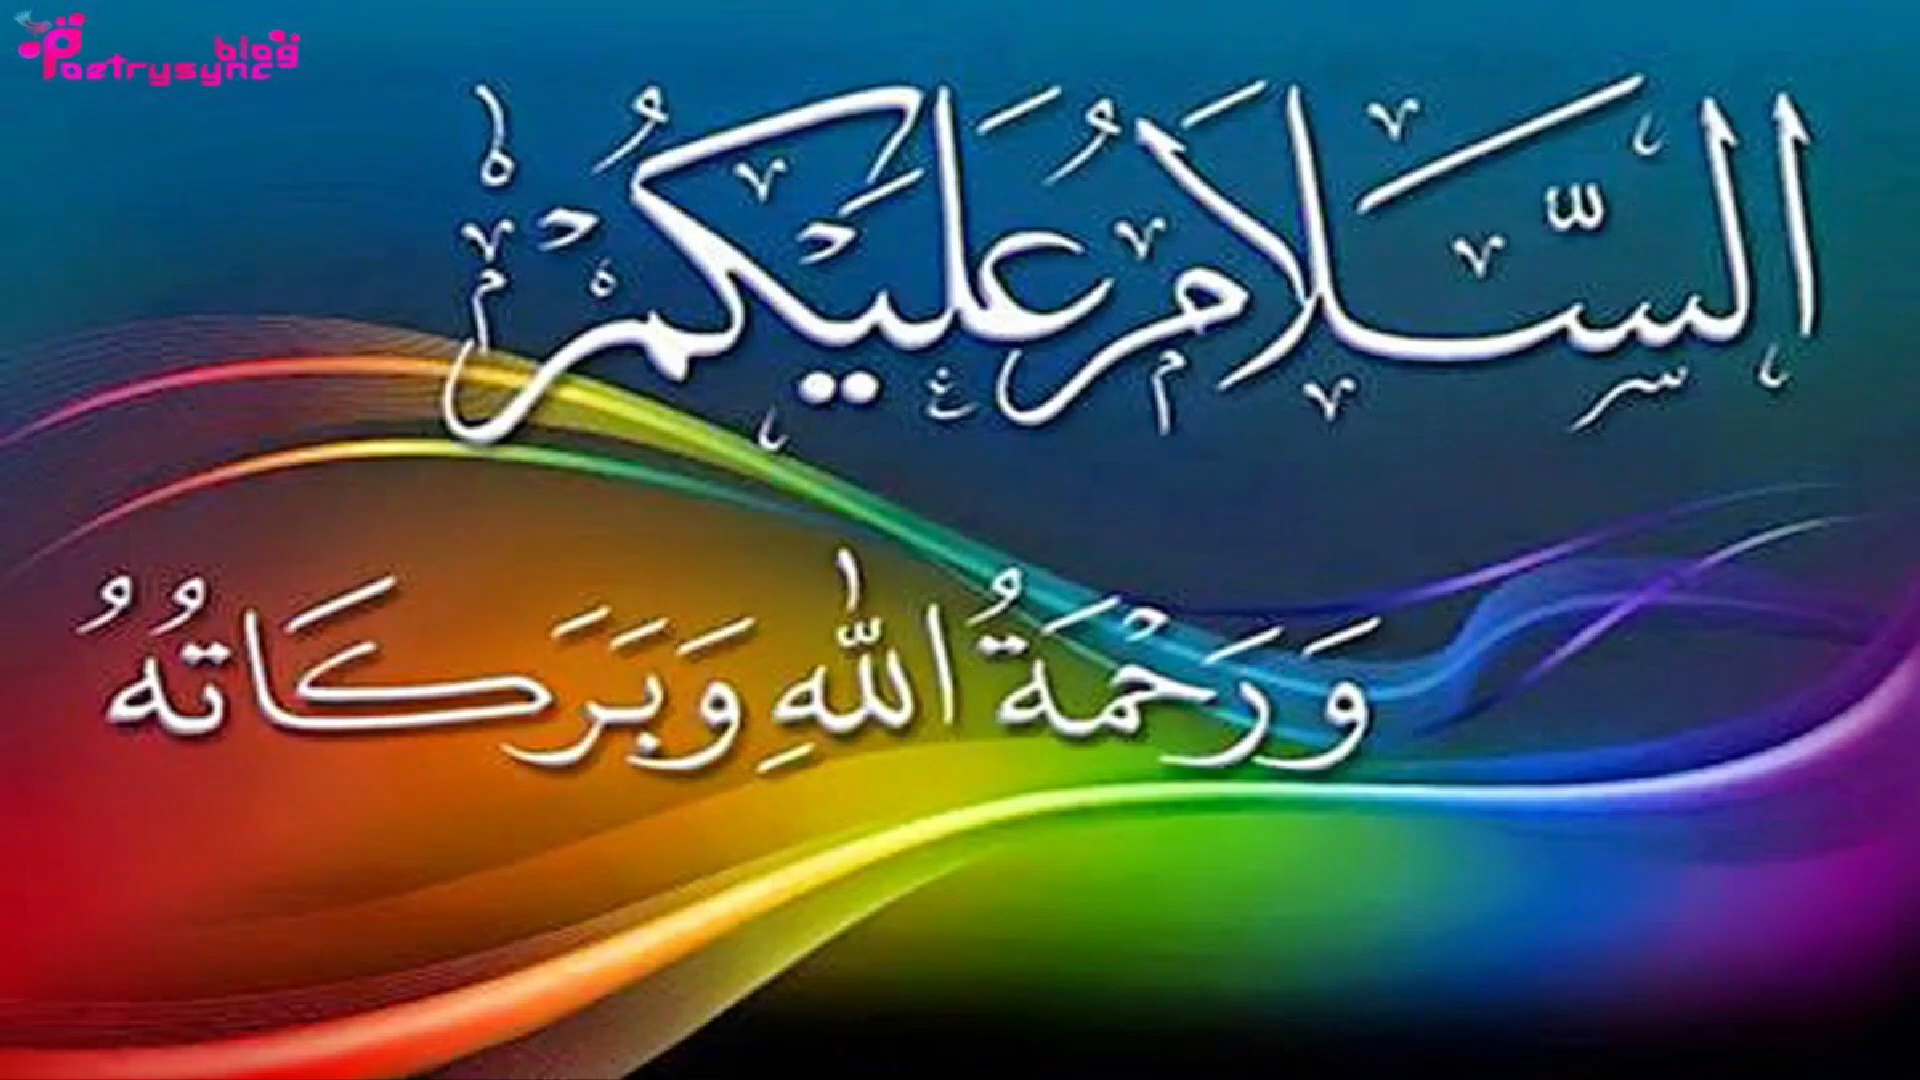 Poetrysync blog
السَّلَامُ عَلَيْكُمْ
وَرَحْمَةُ اللهِ وَبَرَكَاتُهُ